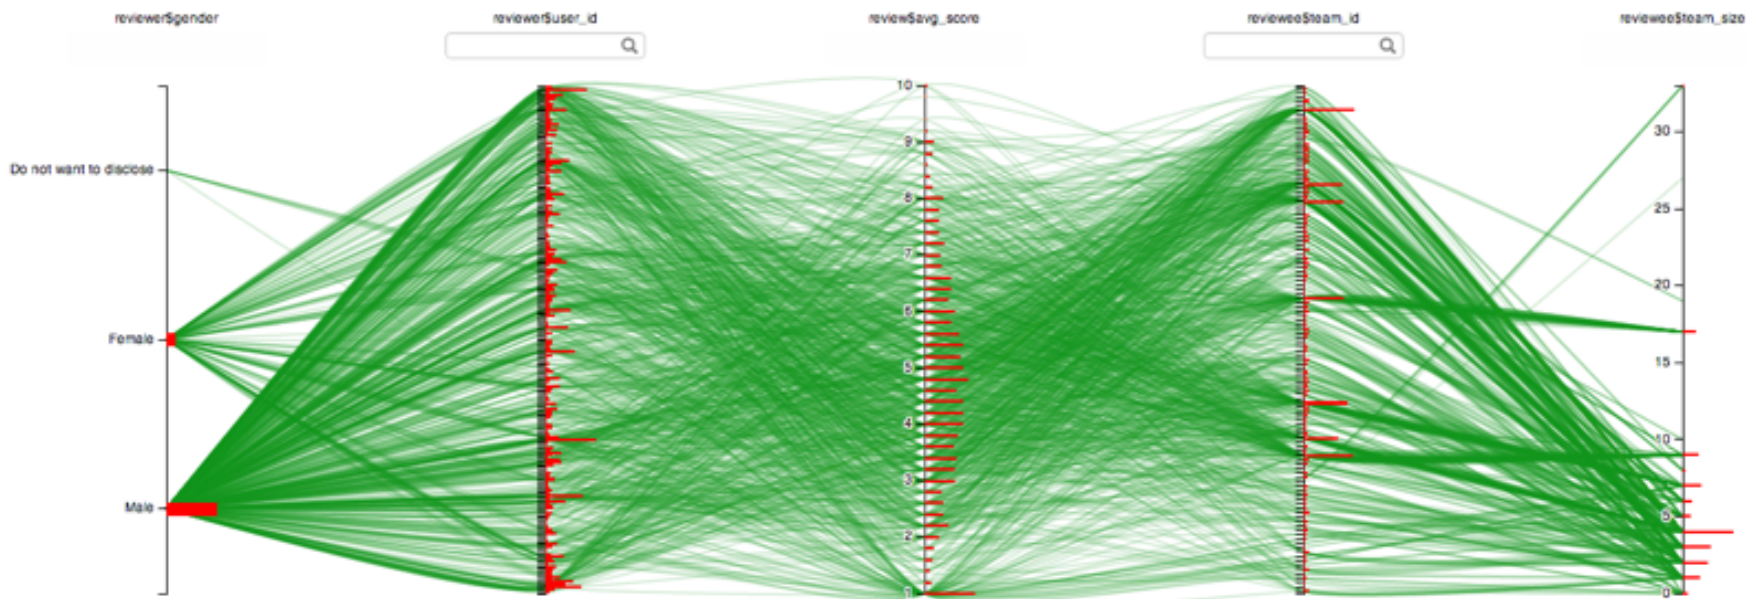 reviewer$gender
reviewer$user_id
review$avg_score
reviewee$team_id
reviewee$team_size
Do not want to disclose
Female
Male
10
9
8
7
6
5
4
3
2
1
30
25
20
15
10
5
0